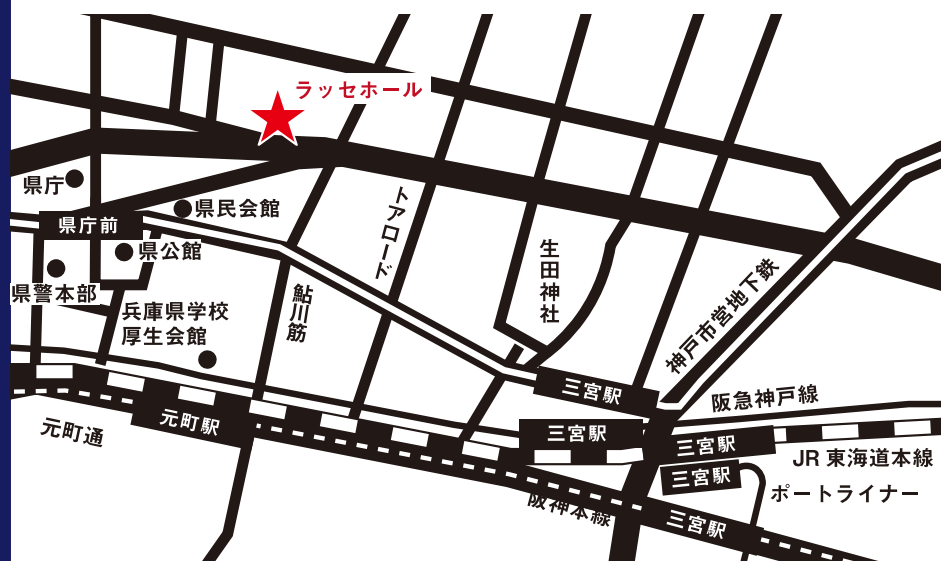 ラッセホール
県庁
県民会館
トアロード
県庁前
県公館
生田神社
県警本部
鮎川筋
神戸市営地下鉄
兵庫県学校
厚生会館
三宮駅
阪急神戸線
元町駅
元町通
三宮駅
三宮駅
JR 東海道本線
三宮駅
ポートライナー
阪神本線
三宮駅